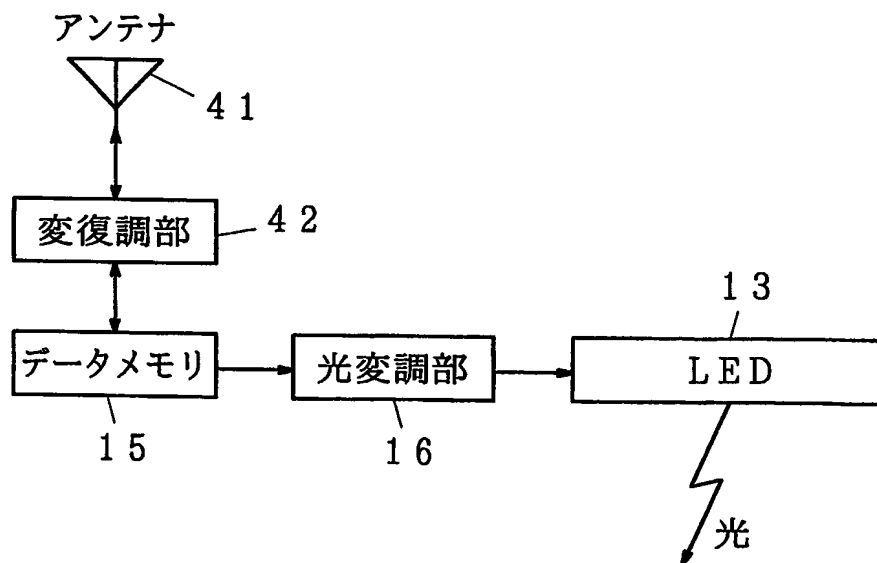 アンテナ
４１
変復調部
４２
データメモリ
１５
光変調部
１６
１３
ＬＥＤ
光